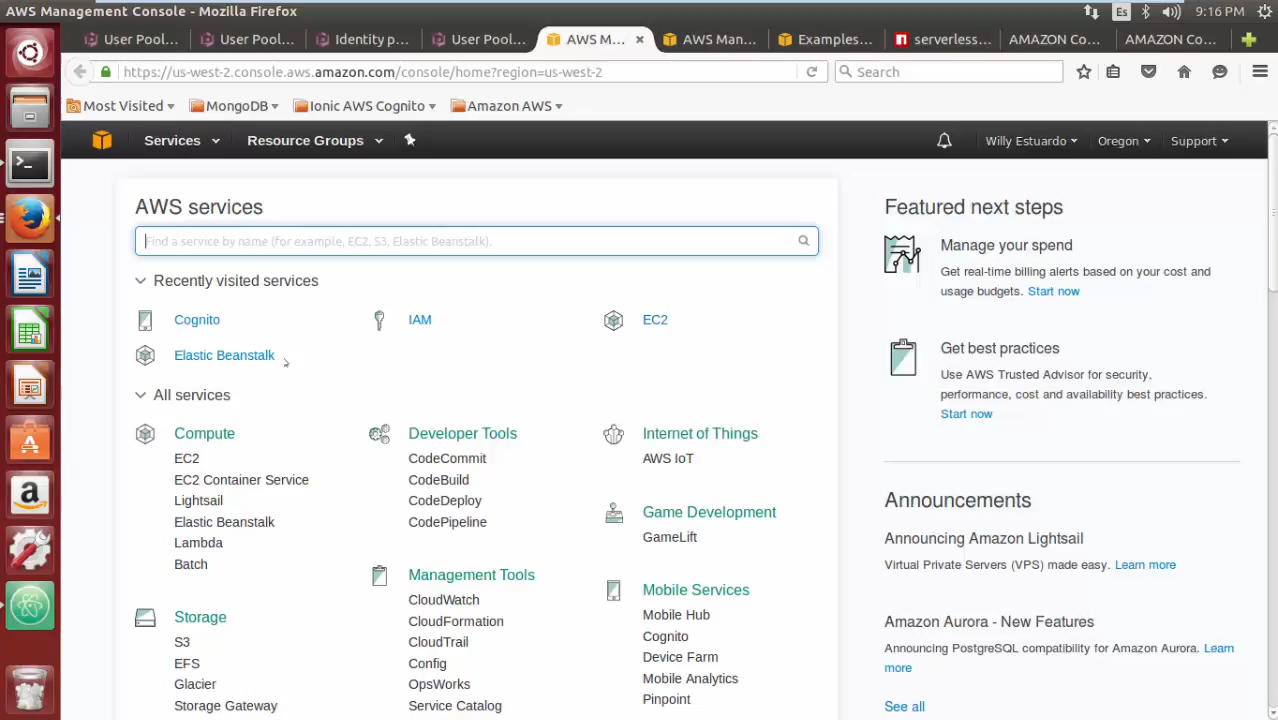 AWS Management Console - Mozilla Firefox
Es
9:16 PM
User Pool...
User Pool...
Identity p...
User Pool...
AWS M...
AWS Man...
Examples...
serverless...
AMAZON Co...
AMAZON Co...
https://us-west-2.console.aws.amazon.com/console/home?region=us-west-2
Search
Most Visited
MongoDB
Ionic AWS Cognito
Amazon AWS
Services
Resource Groups
Willy Estuardo
Oregon
Support
AWS services
Find a service by name (for example, EC2, S3, Elastic Beanstalk).
Recently visited services
Cognito
IAM
EC2
Elastic Beanstalk
All services
Compute
EC2
EC2 Container Service
Lightsail
Elastic Beanstalk
Lambda
Batch
Storage
S3
EFS
Glacier
Storage Gateway
Developer Tools
CodeCommit
CodeBuild
CodeDeploy
CodePipeline
Management Tools
CloudWatch
CloudFormation
CloudTrail
Config
OpsWorks
Service Catalog
Internet of Things
AWS IoT
Game Development
GameLift
Mobile Services
Mobile Hub
Cognito
Device Farm
Mobile Analytics
Pinpoint
Featured next steps
Manage your spend
Get real-time billing alerts based on your cost and
usage budgets. Start now
Get best practices
Use AWS Trusted Advisor for security,
performance, cost and availability best practices.
Start now
Announcements
Announcing Amazon Lightsail
Virtual Private Servers (VPS) made easy. Learn more
Amazon Aurora - New Features
Announcing PostgreSQL compatibility for Amazon Aurora. Learn
more
See all